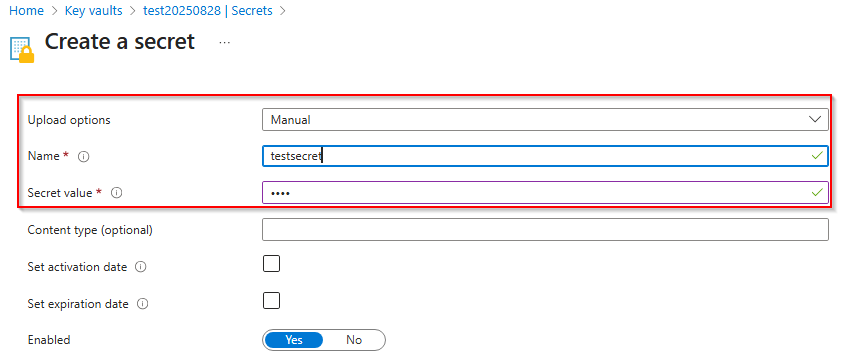 Home > Key vaults > test20250828 | Secrets >
Create a secret ...
Upload options Manual
Name * testsecret
Secret value * ••••
Content type (optional)
Set activation date
Set expiration date
Enabled Yes No